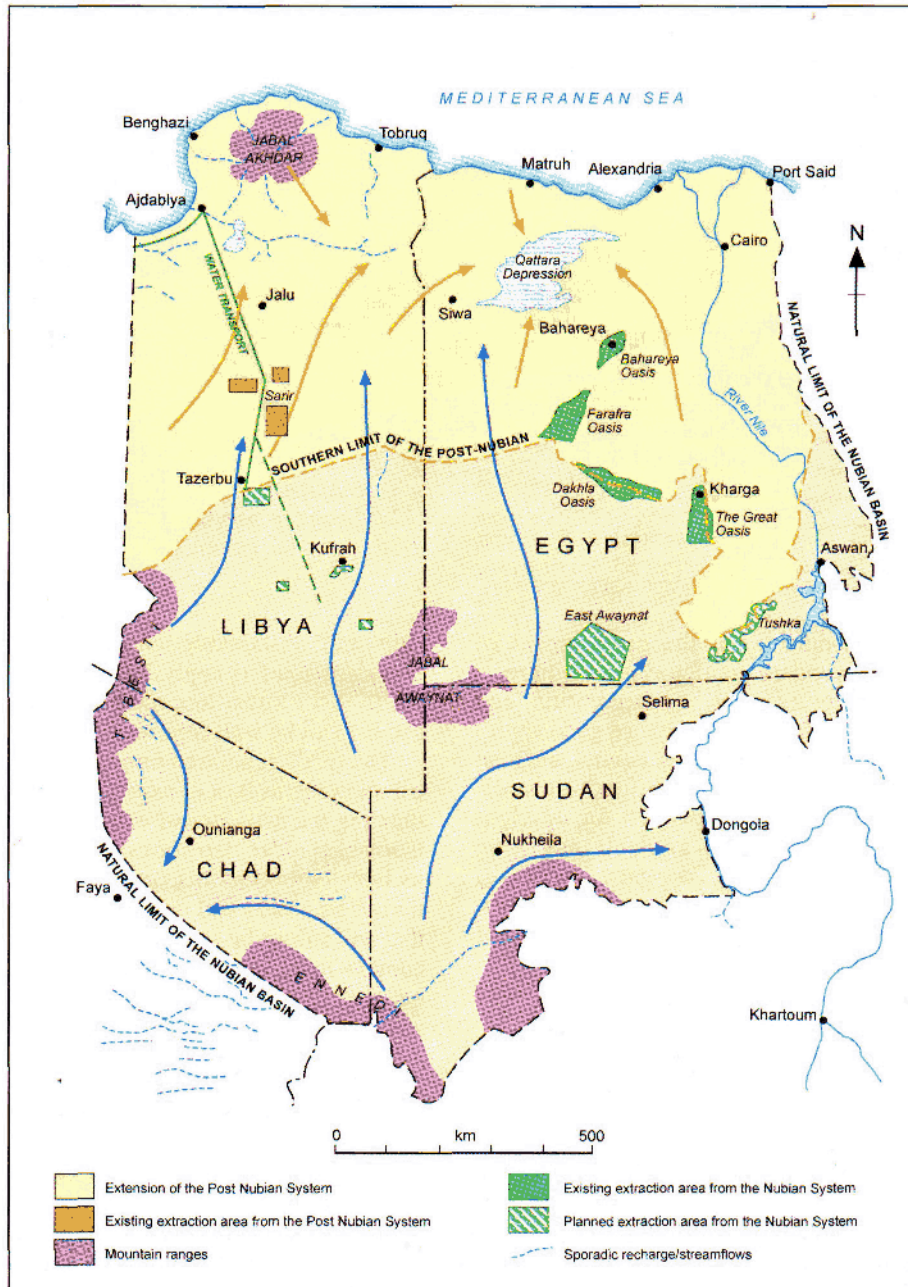 MEDITERRANEAN SEA
Benghazi
JABAL
AKHDAR
Tobruq
Matruh
Alexandria
Port Said
Ajdabiya
Cairo
N
Qattara
Depression
WATER TRANSPORT
Jalu
Siwa
Bahareya
Bahareya
Oasis
NATURAL LIMIT OF THE NUBIAN BASIN
Sarir
River Nile
Farafra
Oasis
SOUTHERN LIMIT OF THE POST-NUBIAN
Tazerbu
Dakhla
Oasis
Kharga
The Great
Oasis
Kufrah
EGYPT
Aswan
LIBYA
East Awaynat
Tushka
TIBESTI
JABAL
AWAYNAT
Selima
SUDAN
Ounianga
Nukheila
Dongola
CHAD
Faya
NATURAL LIMIT OF THE NUBIAN BASIN
ENNEDI
Khartoum
0 km 500
Extension of the Post Nubian System
Existing extraction area from the Post Nubian System
Mountain ranges
Existing extraction area from the Nubian System
Planned extraction area from the Nubian System
Sporadic recharge/streamflows